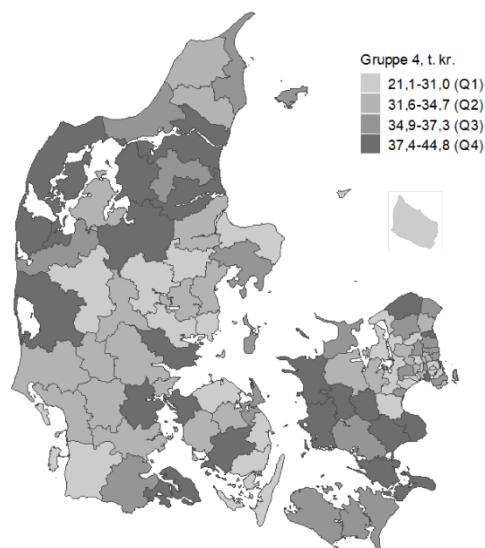 Gruppe 4, t. kr.
21,1-31,0 (Q1)
31,6-34,7 (Q2)
34,9-37,3 (Q3)
37,4-44,8 (Q4)